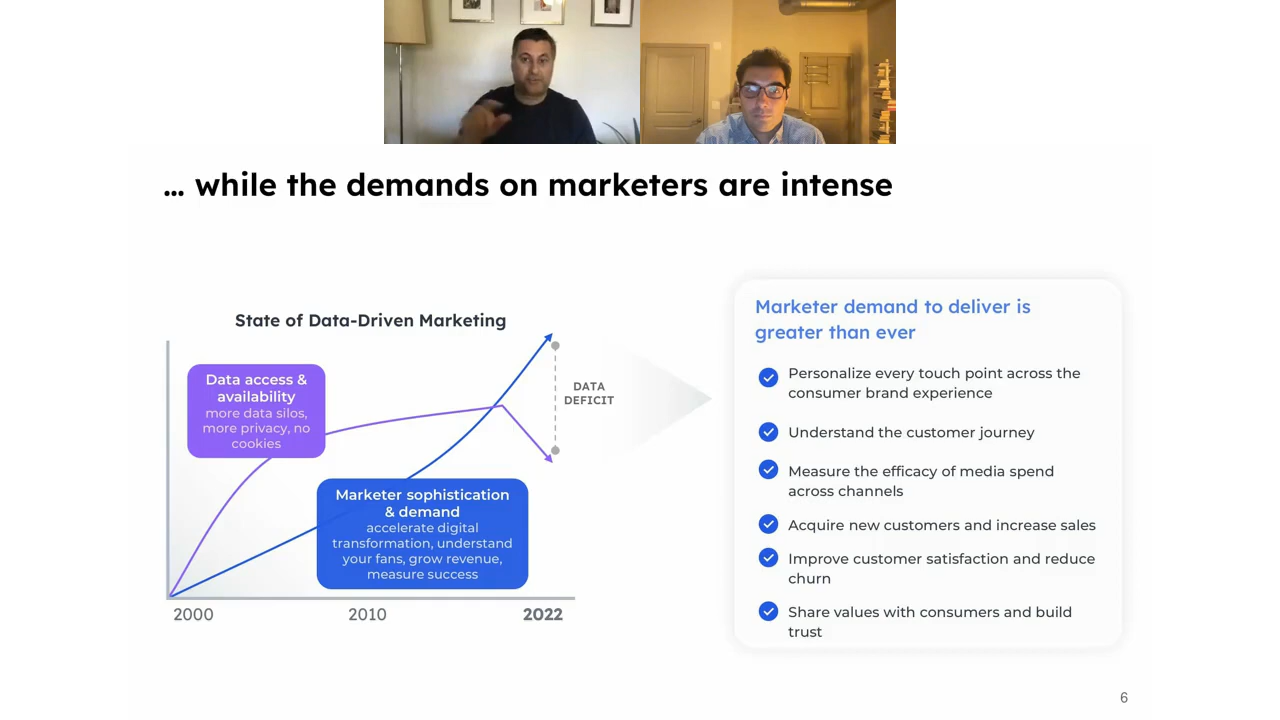 ... while the demands on marketers are intense
State of Data-Driven Marketing
Data access &
availability
more data silos,
more privacy, no
cookies
Marketer sophistication
& demand
accelerate digital
transformation, understand
your fans, grow revenue,
measure success
DATA
DEFICIT
2000
2010
2022
Marketer demand to deliver is
greater than ever
Personalize every touch point across the
consumer brand experience
Understand the customer journey
Measure the efficacy of media spend
across channels
Acquire new customers and increase sales
Improve customer satisfaction and reduce
churn
Share values with consumers and build
trust
6